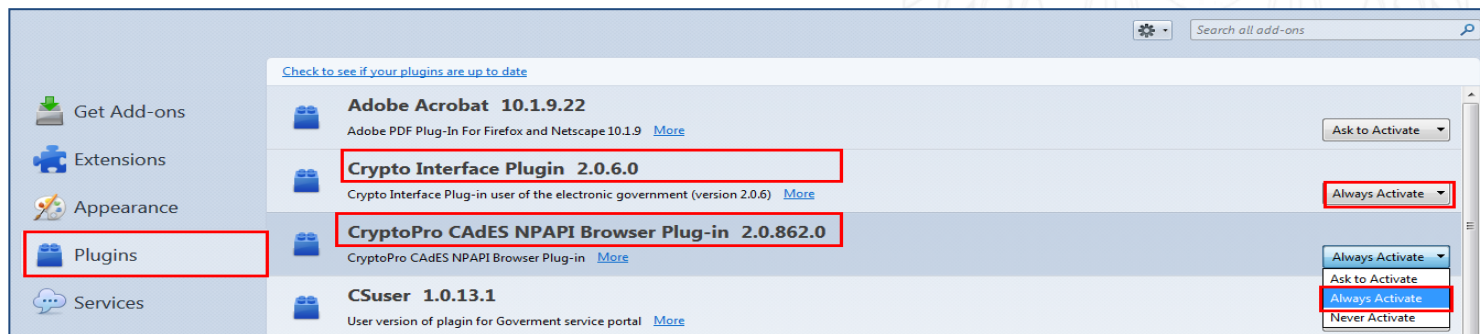 Search all add-ons
Check to see if your plugins are up to date
Get Add-ons
Extensions
Appearance
Plugins
Services
Adobe Acrobat 10.1.9.22
Adobe PDF Plug-In For Firefox and Netscape 10.1.9 More
Ask to Activate
Crypto Interface Plugin 2.0.6.0
Crypto Interface Plug-in user of the electronic government (version 2.0.6) More
Always Activate
CryptoPro CAdES NPAPI Browser Plug-in 2.0.862.0
CryptoPro CAdES NPAPI Browser Plug-in More
Always Activate
Ask to Activate
Always Activate
Never Activate
CSuser 1.0.13.1
User version of plagin for Goverment service portal More